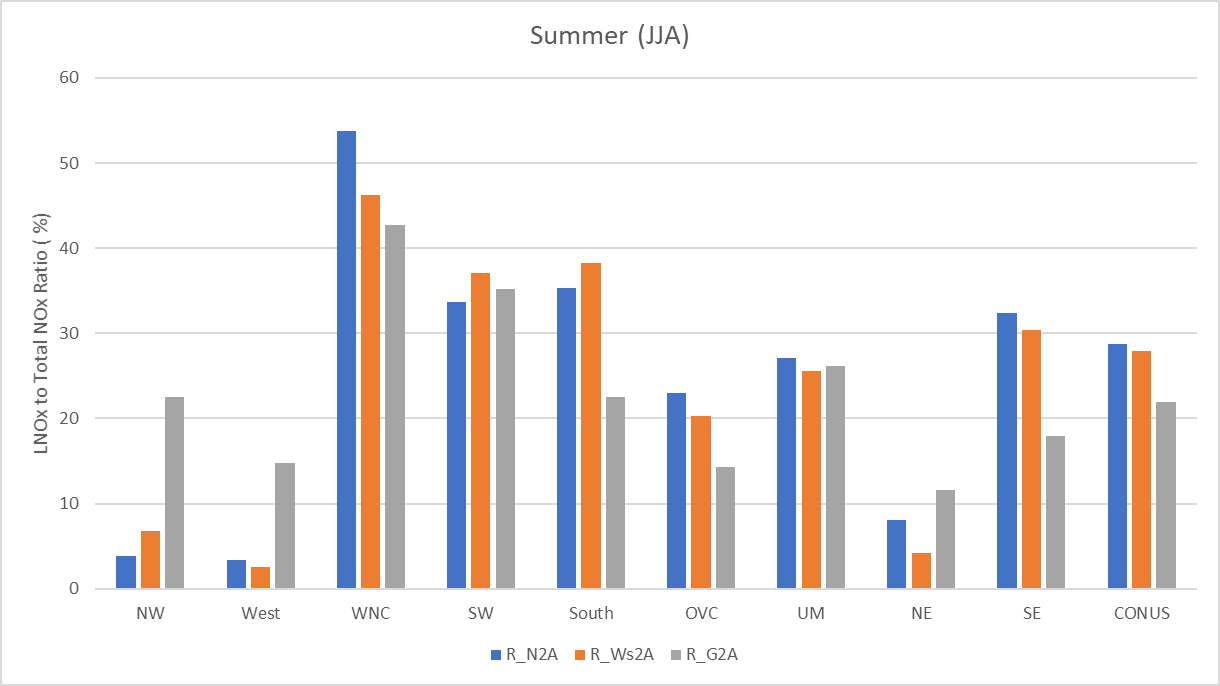 Summer (JJA)
LNOx to Total NOx Ratio ( %)
60
50
40
30
20
10
0
NW West WNC SW South OVC UM NE SE CONUS
R_N2A R_Ws2A R_G2A